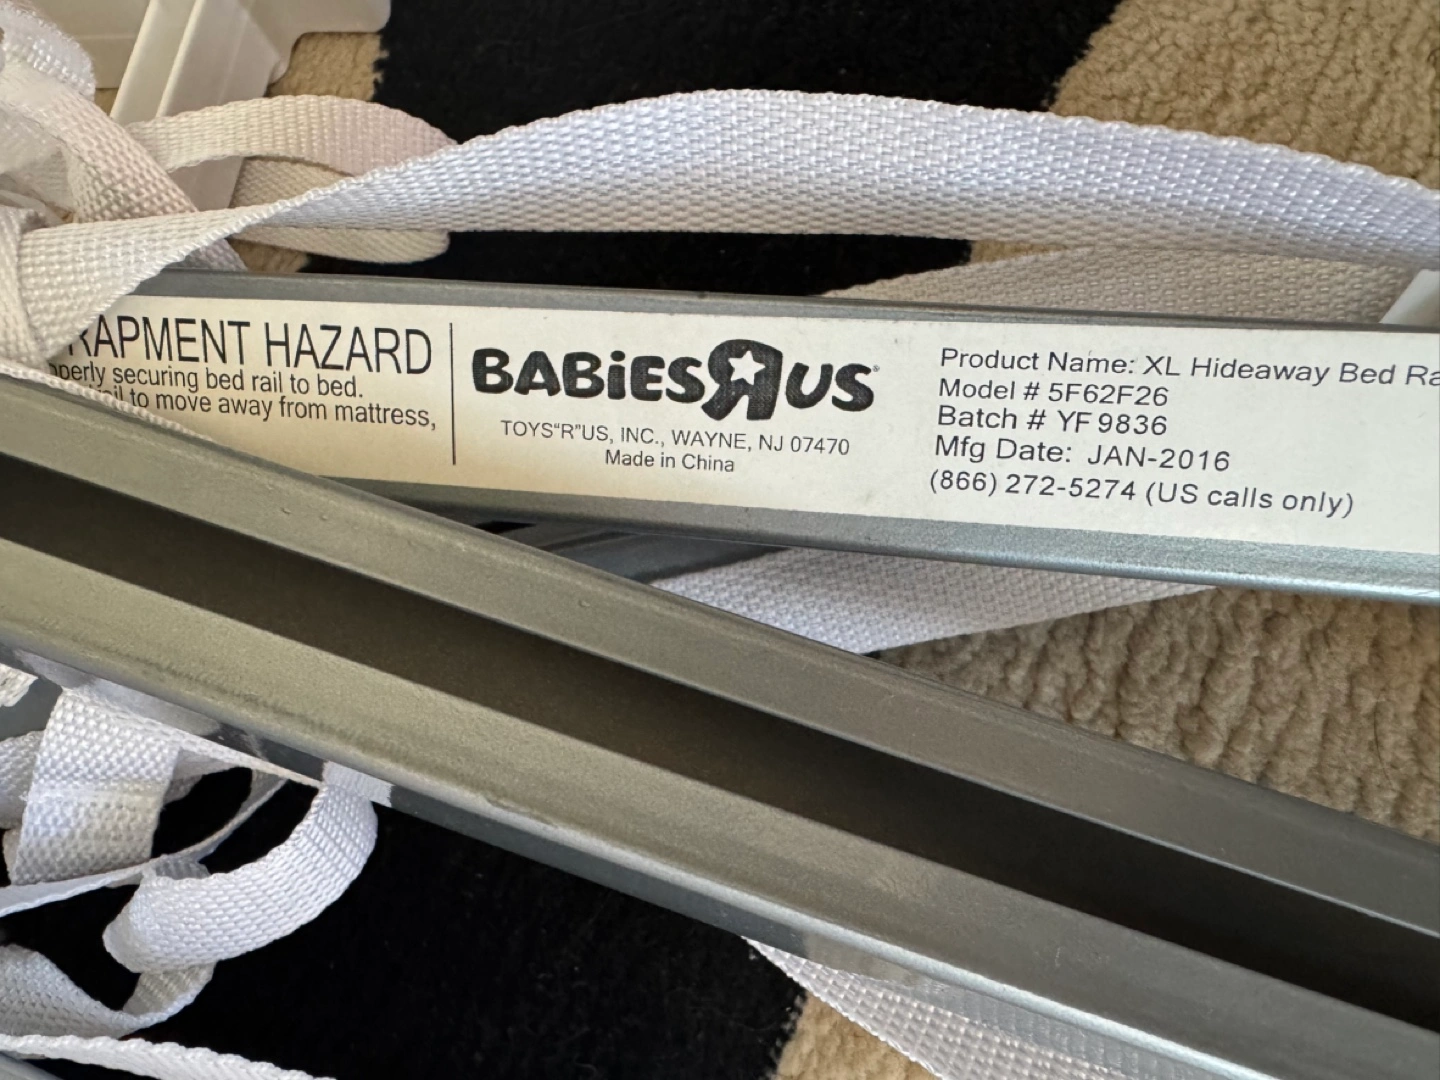 RAPMENT HAZARD
operly securing bed rail to bed.
to move away from mattress,
BABiES R US
TOYS"R"US, INC., WAYNE, NJ 07470
Made in China
Product Name: XL Hideaway Bed Ra
Model # 5F62F26
Batch # YF 9836
Mfg Date: JAN-2016
(866) 272-5274 (US calls only)